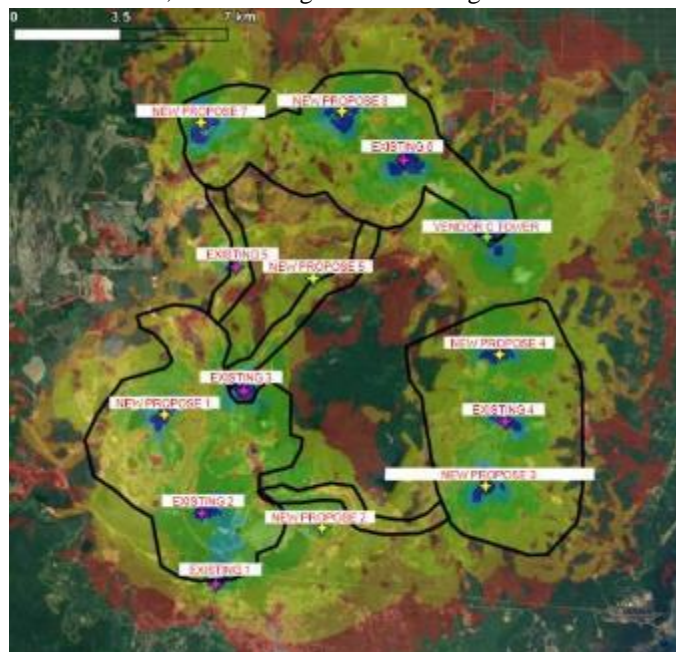 0 3.5 7 km
NEW PROPOSE 7
NEW PROPOSE 8
EXISTING 6
VENDOR C TOWER
EXISTING 5
NEW PROPOSE 5
NEW PROPOSE 4
EXISTING 3
NEW PROPOSE 1
EXISTING 4
NEW PROPOSE 3
EXISTING 2
NEW PROPOSE 2
EXISTING 1